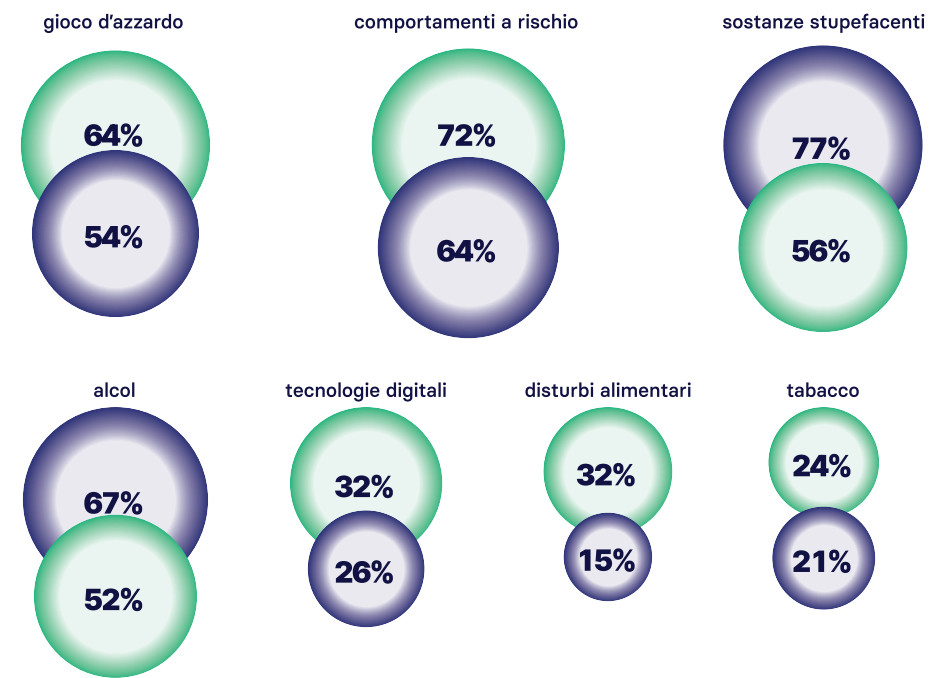 gioco d'azzardo
64%
54%
comportamenti a rischio
72%
64%
sostanze stupefacenti
77%
56%
alcol
67%
52%
tecnologie digitali
32%
26%
disturbi alimentari
32%
15%
tabacco
24%
21%